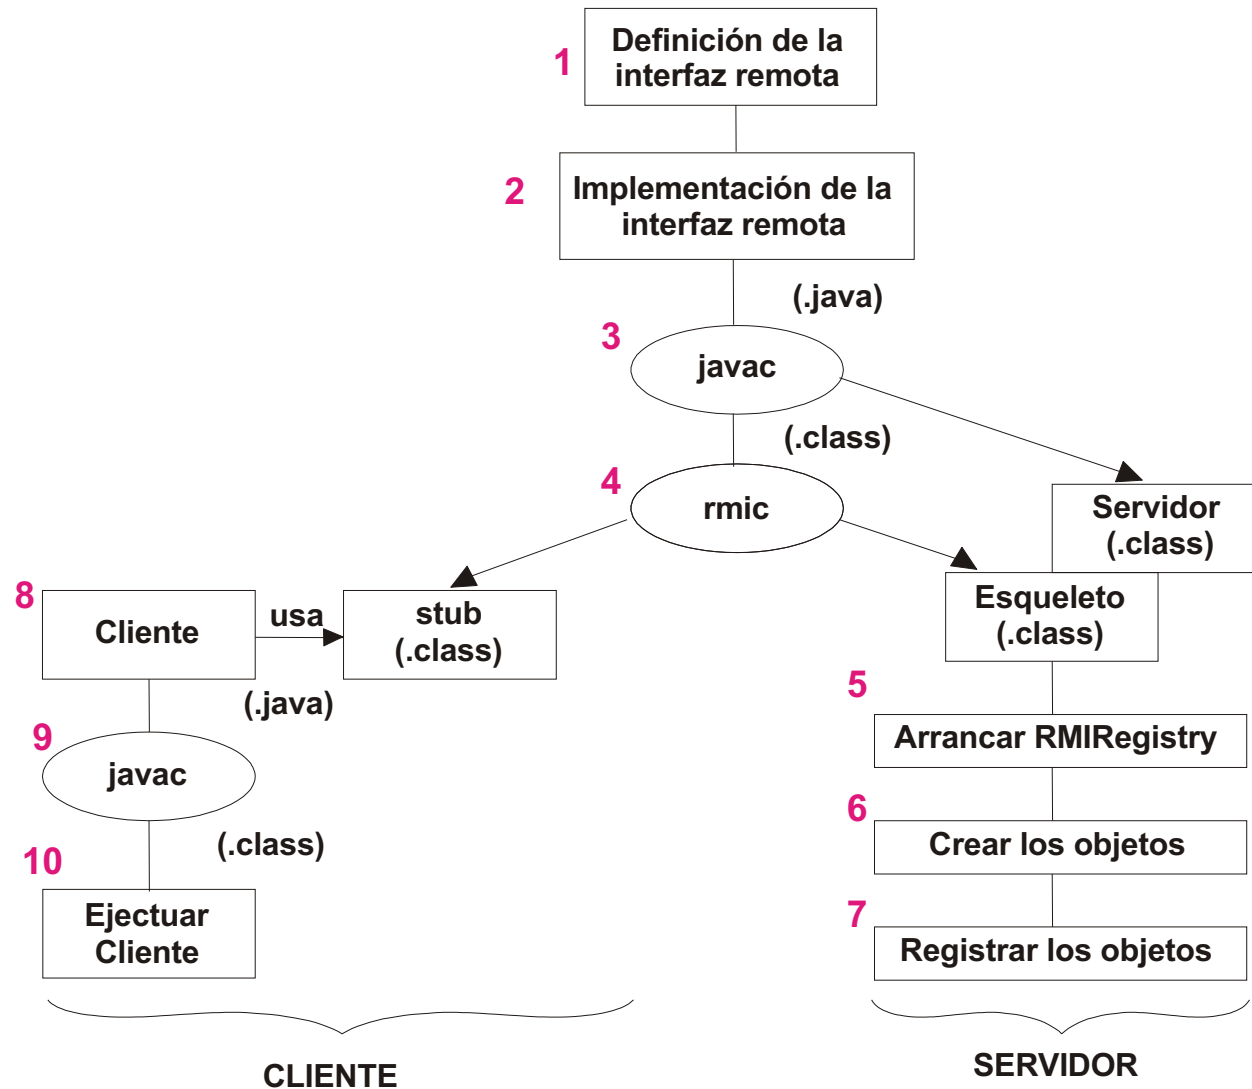 1
Definición de la
interfaz remota
2
Implementación de la
interfaz remota
(.java)
3
javac
(.class)
4
rmic
Servidor
(.class)
Esqueleto
(.class)
8
Cliente
usa
stub
(.class)
(.java)
5
Arrancar RMIRegistry
9
javac
6
Crear los objetos
(.class)
10
Ejectuar
Cliente
7
Registrar los objetos
CLIENTE
SERVIDOR